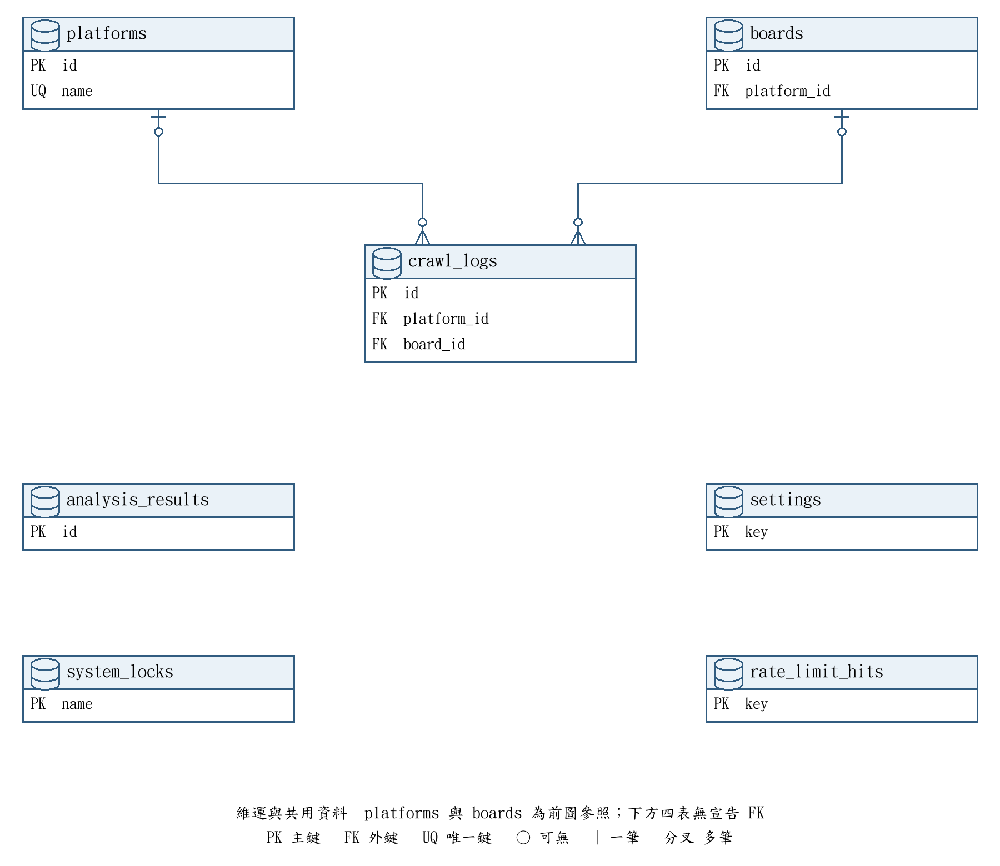 platforms
PK id
UQ name
boards
PK id
FK platform_id
crawl_logs
PK id
FK platform_id
FK board_id
analysis_results
PK id
settings
PK key
system_locks
PK name
rate_limit_hits
PK key
維運與共用資料 platforms 與 boards 為前圖參照；下方四表無宣告 FK
PK 主鍵 FK 外鍵 UQ 唯一鍵 ○ 可無 | 一筆 分叉 多筆